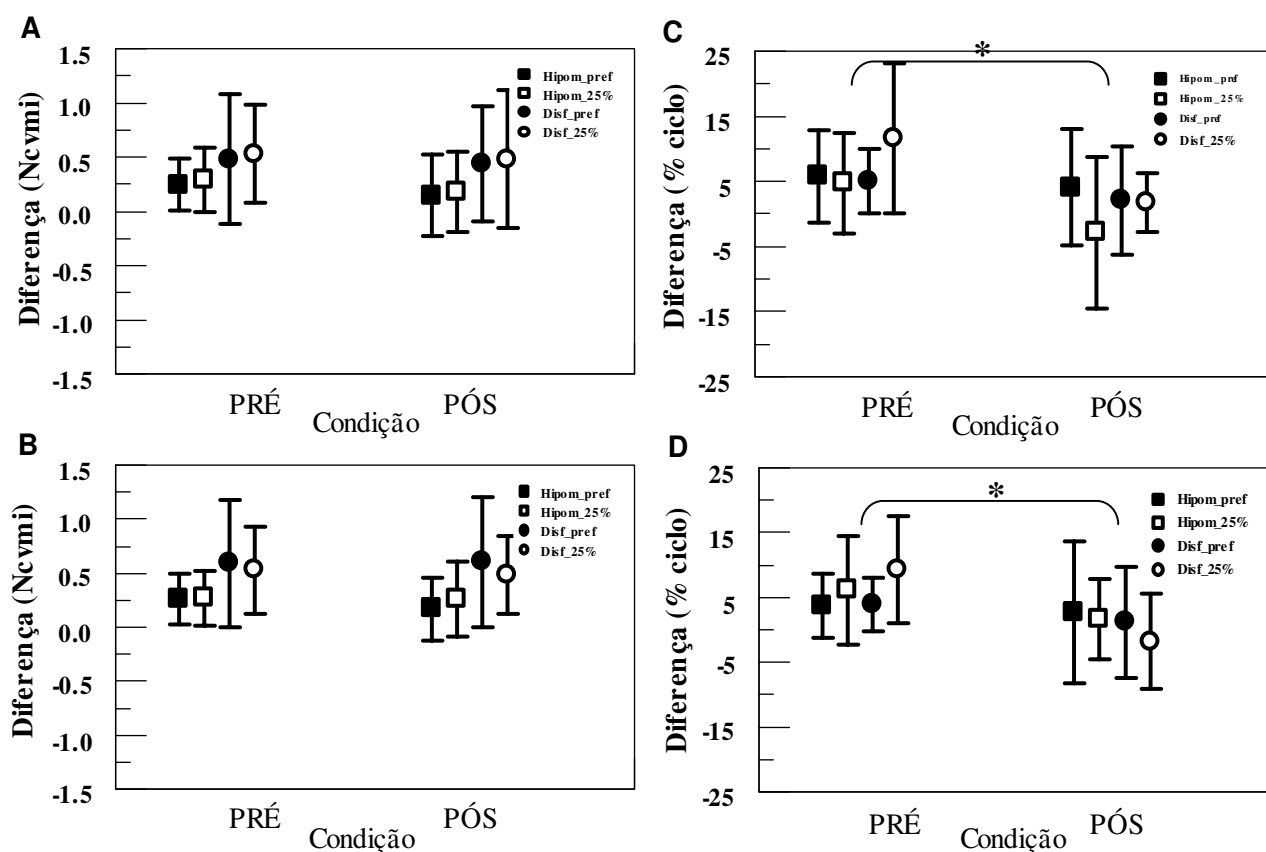 A
Diferença (Ncvmi)
1.5
1.0
0.5
0.0
-0.5
-1.0
-1.5
Hipom_pref
Hipom_25%
Disf_pref
Disf_25%
PRÉ
PÓS
Condição
C
Diferença (% ciclo)
25
15
5
-5
-15
-25
*
Hipom_pref
Hipom_25%
Disf_pref
Disf_25%
PRÉ
PÓS
Condição
B
Diferença (Ncvmi)
1.5
1.0
0.5
0.0
-0.5
-1.0
-1.5
Hipom_pref
Hipom_25%
Disf_pref
Disf_25%
PRÉ
PÓS
Condição
D
Diferença (% ciclo)
25
15
5
-5
-15
-25
*
Hipom_pref
Hipom_25%
Disf_pref
Disf_25%
PRÉ
PÓS
Condição